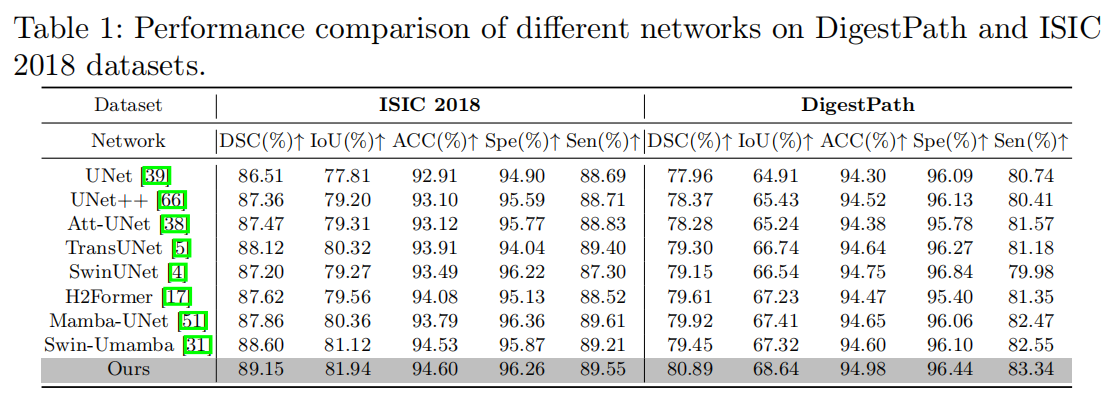 Table 1: Performance comparison of different networks on DigestPath and ISIC
2018 datasets.
Dataset ISIC 2018 DigestPath
Network DSC(%)↑ IoU(%)↑ ACC(%)↑ Spe(%)↑ Sen(%)↑ DSC(%)↑ IoU(%)↑ ACC(%)↑ Spe(%)↑ Sen(%)↑
UNet [39] 86.51 77.81 92.91 94.90 88.69 77.96 64.91 94.30 96.09 80.74
UNet++ [66] 87.36 79.20 93.10 95.59 88.71 78.37 65.43 94.52 96.13 80.41
Att-UNet [38] 87.47 79.31 93.12 95.77 88.83 78.28 65.24 94.38 95.78 81.57
TransUNet [5] 88.12 80.32 93.91 94.04 89.40 79.30 66.74 94.64 96.27 81.18
SwinUNet [4] 87.20 79.27 93.49 96.22 87.30 79.15 66.54 94.75 96.84 79.98
H2Former [17] 87.62 79.56 94.08 95.13 88.52 79.61 67.23 94.47 95.40 81.35
Mamba-UNet [51] 87.86 80.36 93.79 96.36 89.61 79.92 67.41 94.65 96.06 82.47
Swin-Umamba [31] 88.60 81.12 94.53 95.87 89.21 79.45 67.32 94.60 96.10 82.55
Ours 89.15 81.94 94.60 96.26 89.55 80.89 68.64 94.98 96.44 83.34